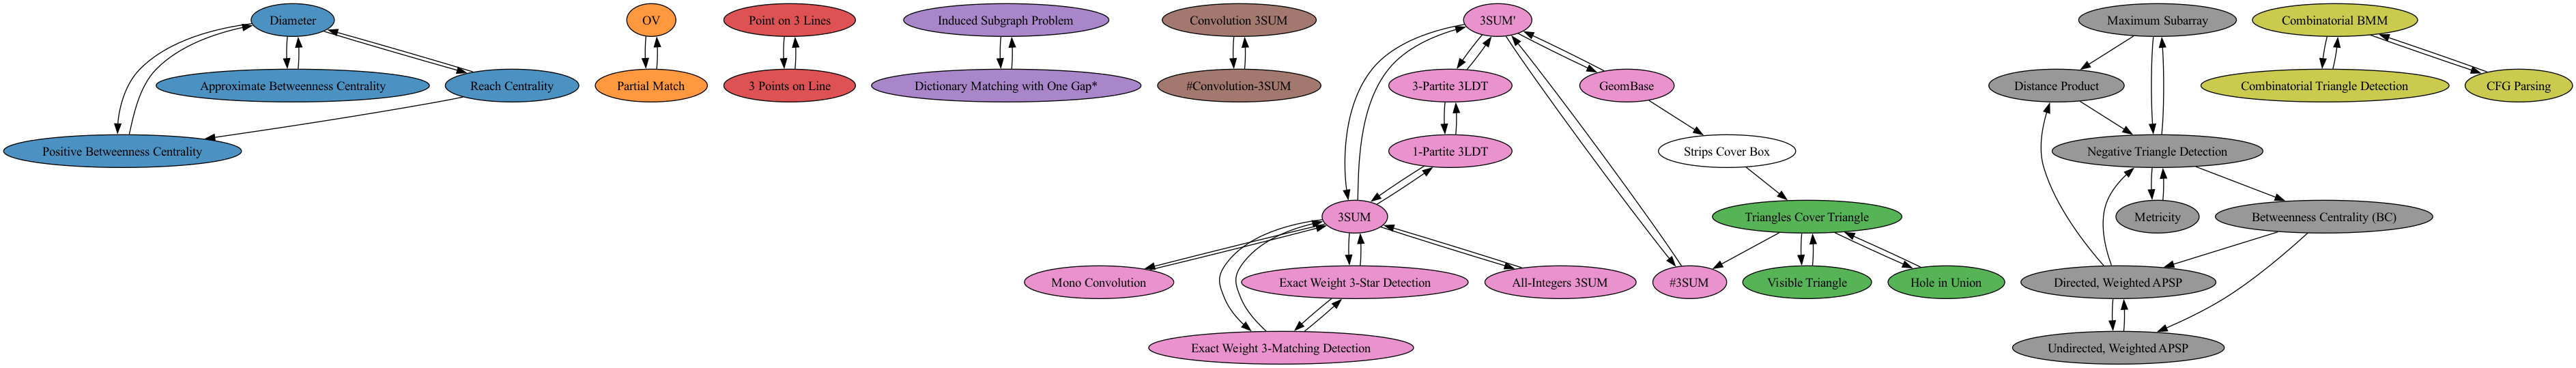 Diameter
OV
Point on 3 Lines
Induced Subgraph Problem
Convolution 3SUM
3SUM'
Maximum Subarray
Combinatorial BMM
Approximate Betweenness Centrality
Reach Centrality
Partial Match
3 Points on Line
Dictionary Matching with One Gap*
#Convolution-3SUM
3-Partite 3LDT
GeomBase
Distance Product
Combinatorial Triangle Detection
CFG Parsing
Positive Betweenness Centrality
1-Partite 3LDT
Strips Cover Box
Negative Triangle Detection
3SUM
Triangles Cover Triangle
Metricity
Betweenness Centrality (BC)
Mono Convolution
Exact Weight 3-Star Detection
All-Integers 3SUM
#3SUM
Visible Triangle
Hole in Union
Directed, Weighted APSP
Exact Weight 3-Matching Detection
Undirected, Weighted APSP